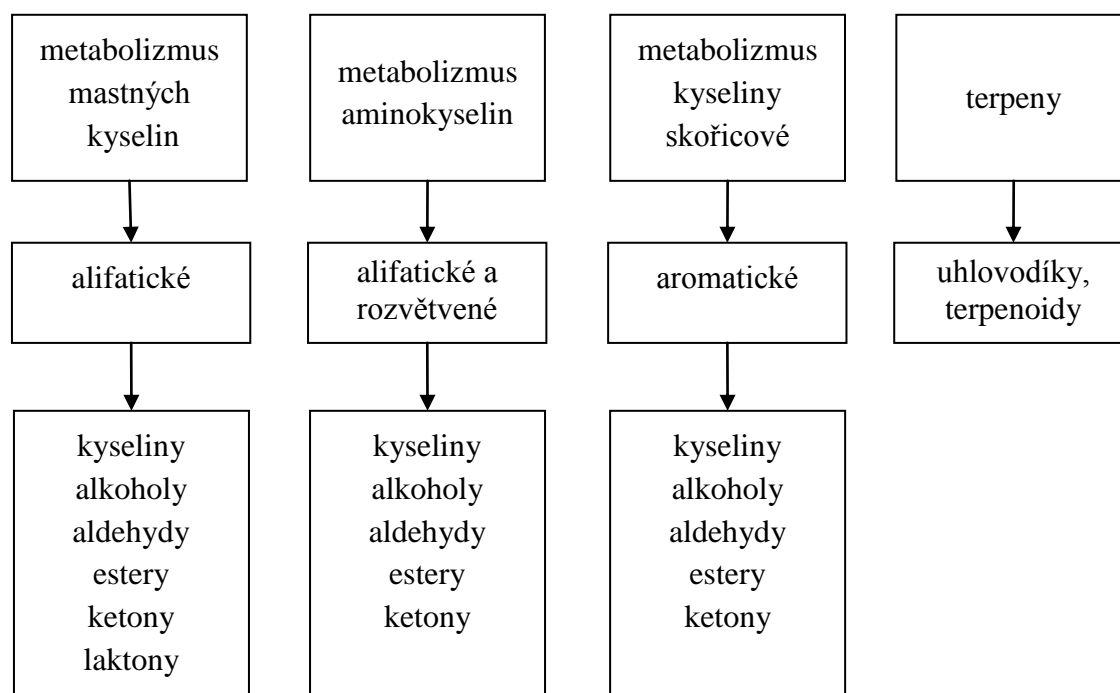 metabolizmus
mastných
kyselin
metabolizmus
aminokyselin
metabolizmus
kyseliny
skořicové
terpeny
alifatické
alifatické a
rozvětvené
aromatické
uhlovodíky,
terpenoidy
kyseliny
alkoholy
aldehydy
estery
ketony
laktony
kyseliny
alkoholy
aldehydy
estery
ketony
kyseliny
alkoholy
aldehydy
estery
ketony